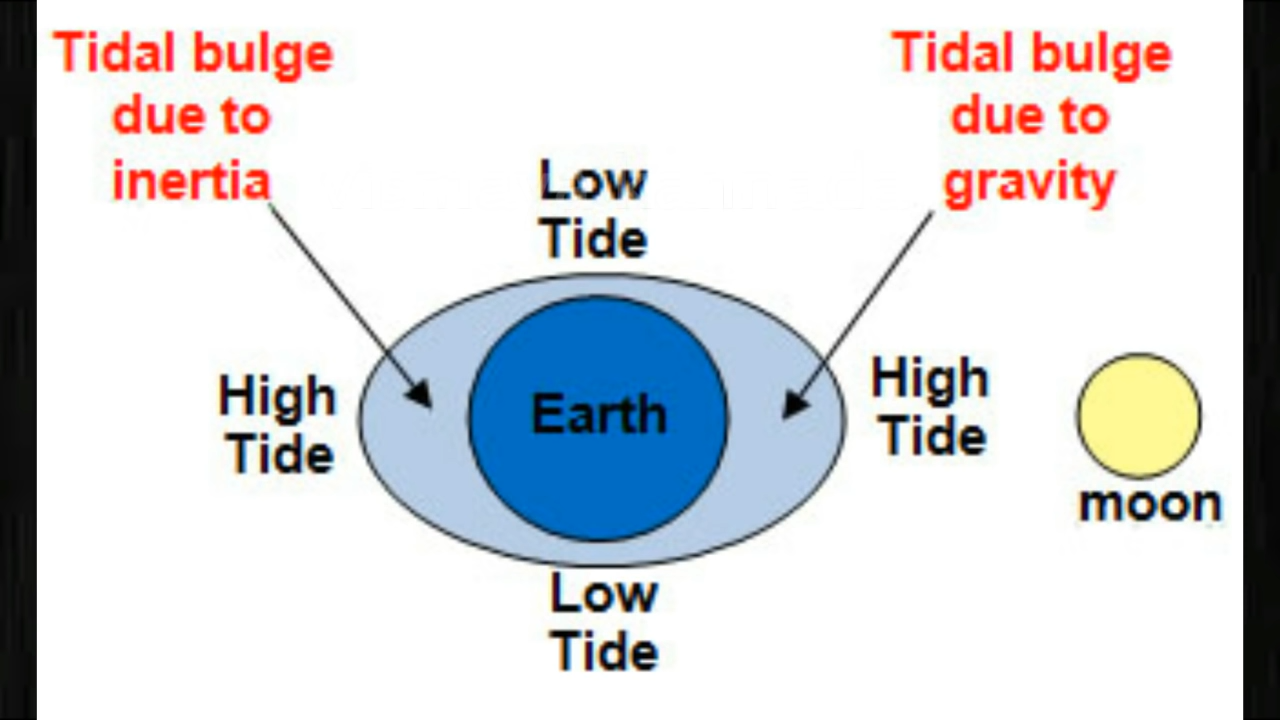 Tidal bulge
due to
inertia
Tidal bulge
due to
gravity
Low
Tide
High
Tide
Earth
High
Tide
moon
Low
Tide